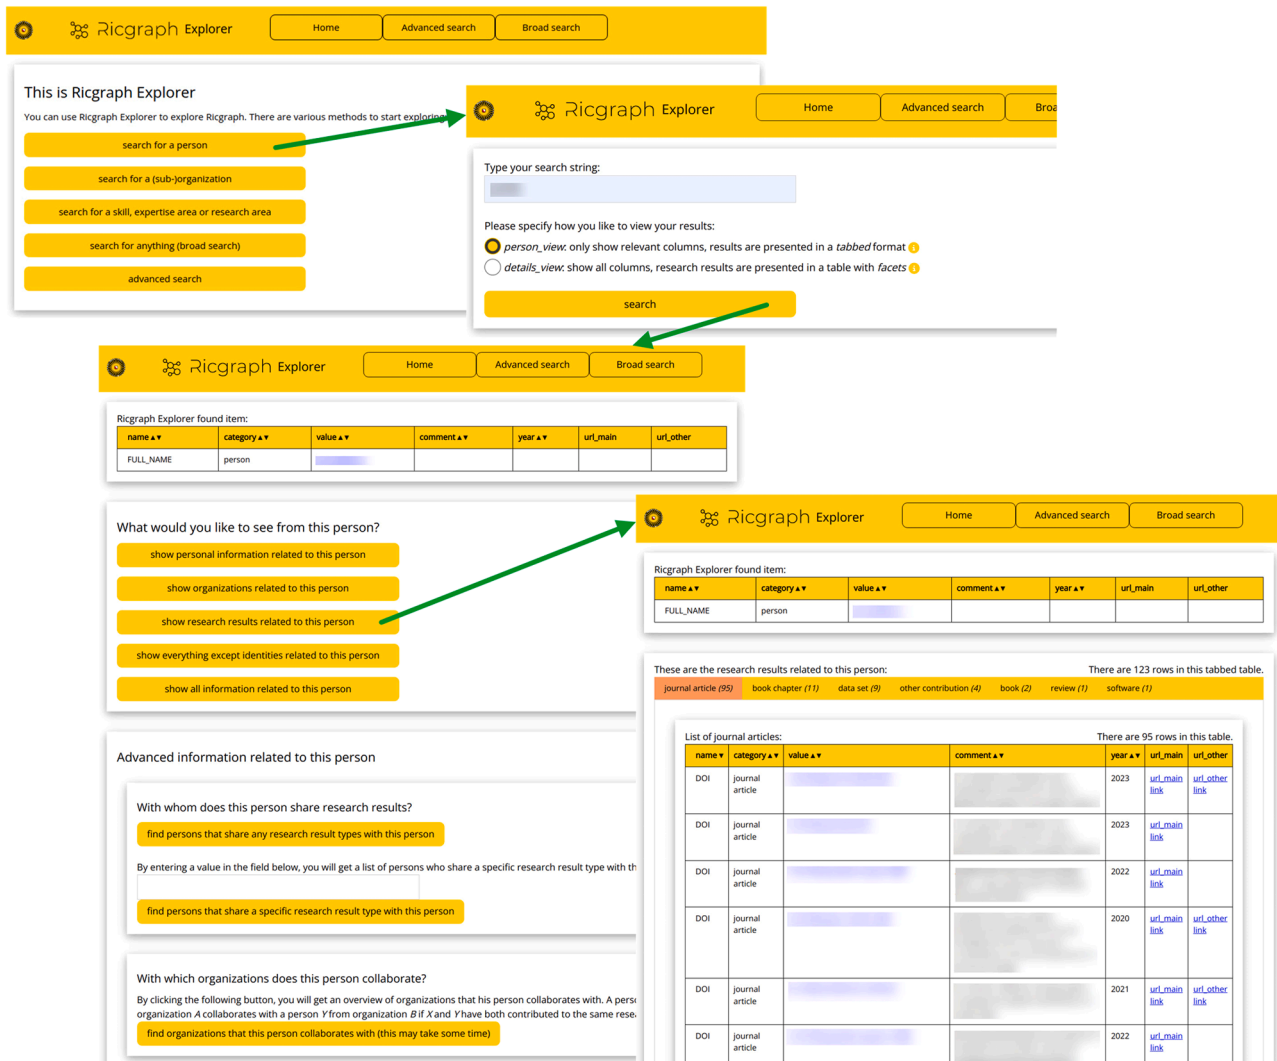 Ricgraph Explorer
Home
Advanced search
Broad search
This is Ricgraph Explorer
You can use Ricgraph Explorer to explore Ricgraph. There are various methods to start exploring
search for a person
search for a (sub-)organization
search for a skill, expertise area or research area
search for anything (broad search)
advanced search
Ricgraph Explorer
Home
Advanced search
Broa
Type your search string:
Please specify how you like to view your results:
person_view: only show relevant columns, results are presented in a tabbed format
details_view: show all columns, research results are presented in a table with facets
search
Ricgraph Explorer
Home
Advanced search
Broad search
Ricgraph Explorer found item:
name▲▼ category▲▼ value▲▼ comment▲▼ year▲▼ url_main url_other
FULL_NAME person
What would you like to see from this person?
show personal information related to this person
show organizations related to this person
show research results related to this person
show everything except identities related to this person
show all information related to this person
Advanced information related to this person
With whom does this person share research results?
find persons that share any research result types with this person
By entering a value in the field below, you will get a list of persons who share a specific research result type with th
find persons that share a specific research result type with this person
With which organizations does this person collaborate?
By clicking the following button, you will get an overview of organizations that his person collaborates with. A perso
organization A collaborates with a person Y from organization B if X and Y have both contributed to the same resea
find organizations that this person collaborates with (this may take some time)
Ricgraph Explorer
Home
Advanced search
Broad search
Ricgraph Explorer found item:
name▲▼ category▲▼ value▲▼ comment▲▼ year▲▼ url_main url_other
FULL_NAME person
These are the research results related to this person:
There are 123 rows in this tabbed table.
journal article (95) book chapter (11) data set (9) other contribution (4) book (2) review (1) software (1)
List of journal articles:
There are 95 rows in this table.
name▼ category▲▼ value▲▼ comment▲▼ year▲▼ url_main url_other
DOI journal 2023 url_main url_other
article link link
DOI journal 2023 url_main
article link
DOI journal 2022 url_main
article link
DOI journal 2020 url_main url_other
article link link
DOI journal 2021 url_main url_other
article link link
DOI journal 2022 url_main
article link